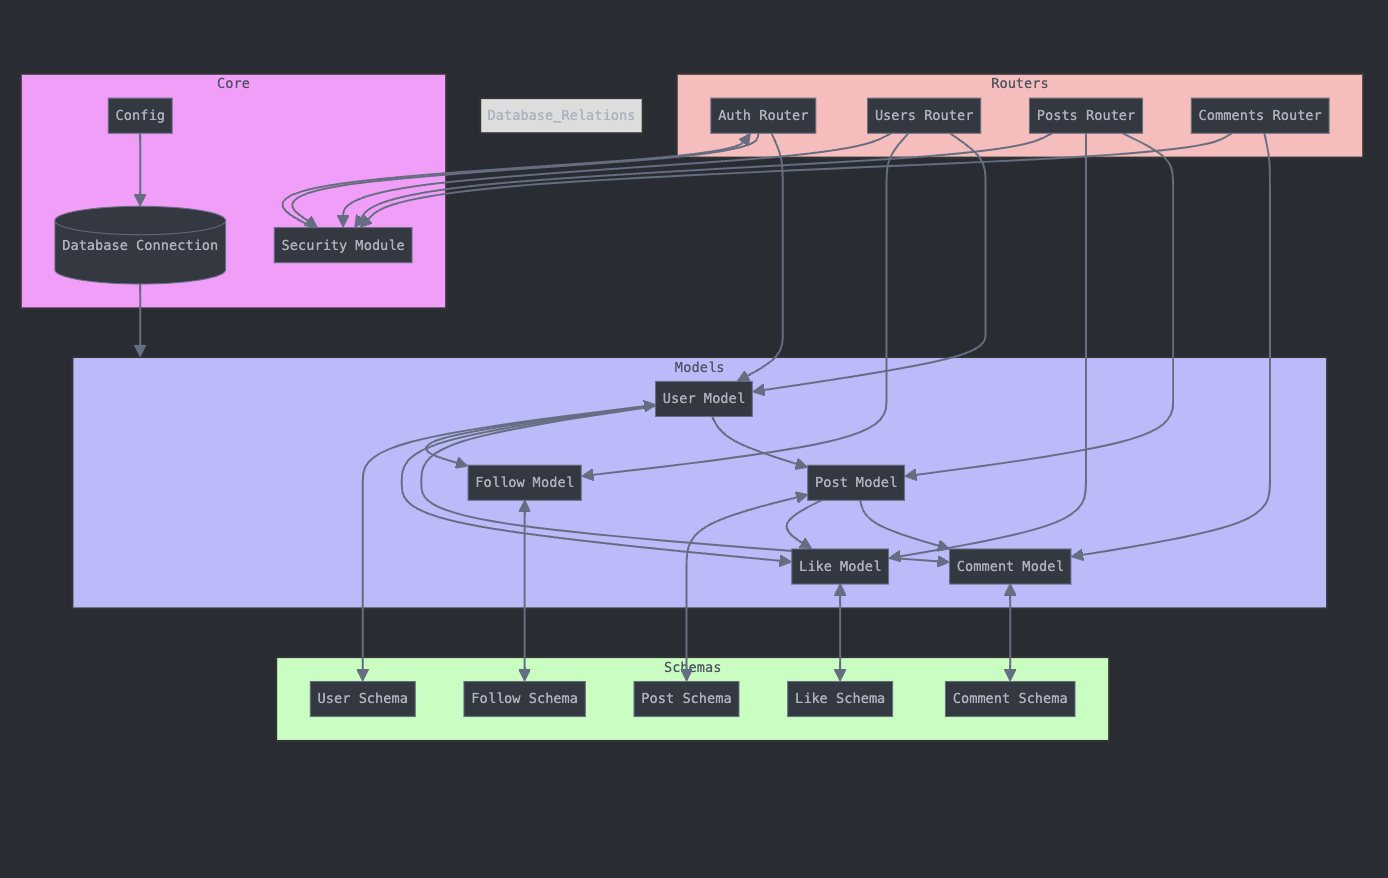 Core
Routers
Config
Database_Relations
Auth Router
Users Router
Posts Router
Comments Router
Database Connection
Security Module
Models
User Model
Follow Model
Post Model
Like Model
Comment Model
Schemas
User Schema
Follow Schema
Post Schema
Like Schema
Comment Schema